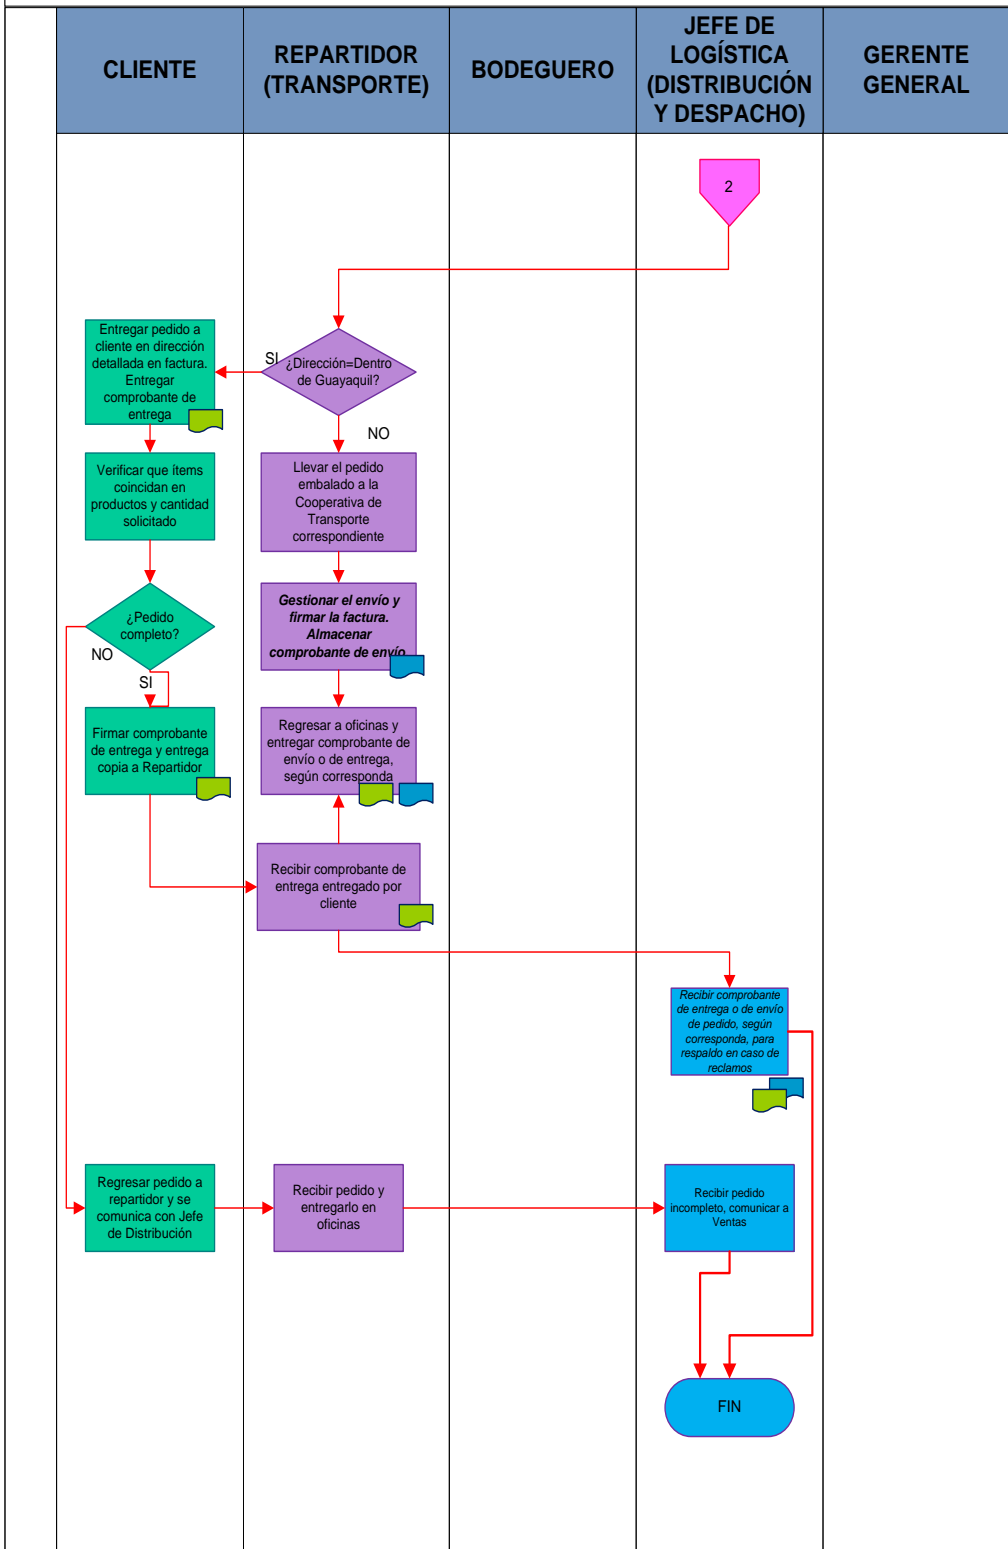 CLIENTE
REPARTIDOR
(TRANSPORTE)
BODEGUERO
JEFE DE
LOGÍSTICA
(DISTRIBUCIÓN
Y DESPACHO)
GERENTE
GENERAL
2
Entregar pedido a
cliente en dirección
detallada en factura.
Entregar
comprobante de
entrega
SI
¿Dirección=Dentro
de Guayaquil?
NO
Verificar que ítems
coincidan en
productos y cantidad
solicitado
Llevar el pedido
embalado a la
Cooperativa de
Transporte
correspondiente
¿Pedido
completo?
NO
SI
Gestionar el envío y
firmar la factura.
Almacenar
comprobante de envío
Firmar comprobante
de entrega y entrega
copia a Repartidor
Regresar a oficinas y
entregar comprobante de
envío o de entrega,
según corresponda
Recibir comprobante de
entrega entregado por
cliente
Recibir comprobante
de entrega o de envío
de pedido, según
corresponda, para
respaldo en caso de
reclamos
Regresar pedido a
repartidor y se
comunica con Jefe
de Distribución
Recibir pedido y
entregarlo en
oficinas
Recibir pedido
incompleto, comunicar a
Ventas
FIN